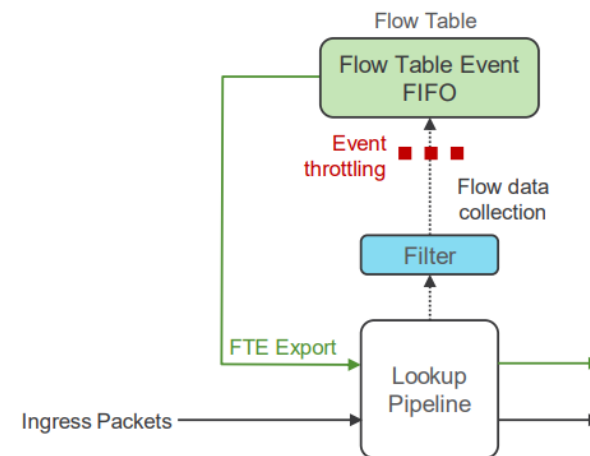 Flow Table
Flow Table Event
FIFO
Event
throttling
Flow data
collection
Filter
FTE Export
Lookup
Pipeline
Ingress Packets